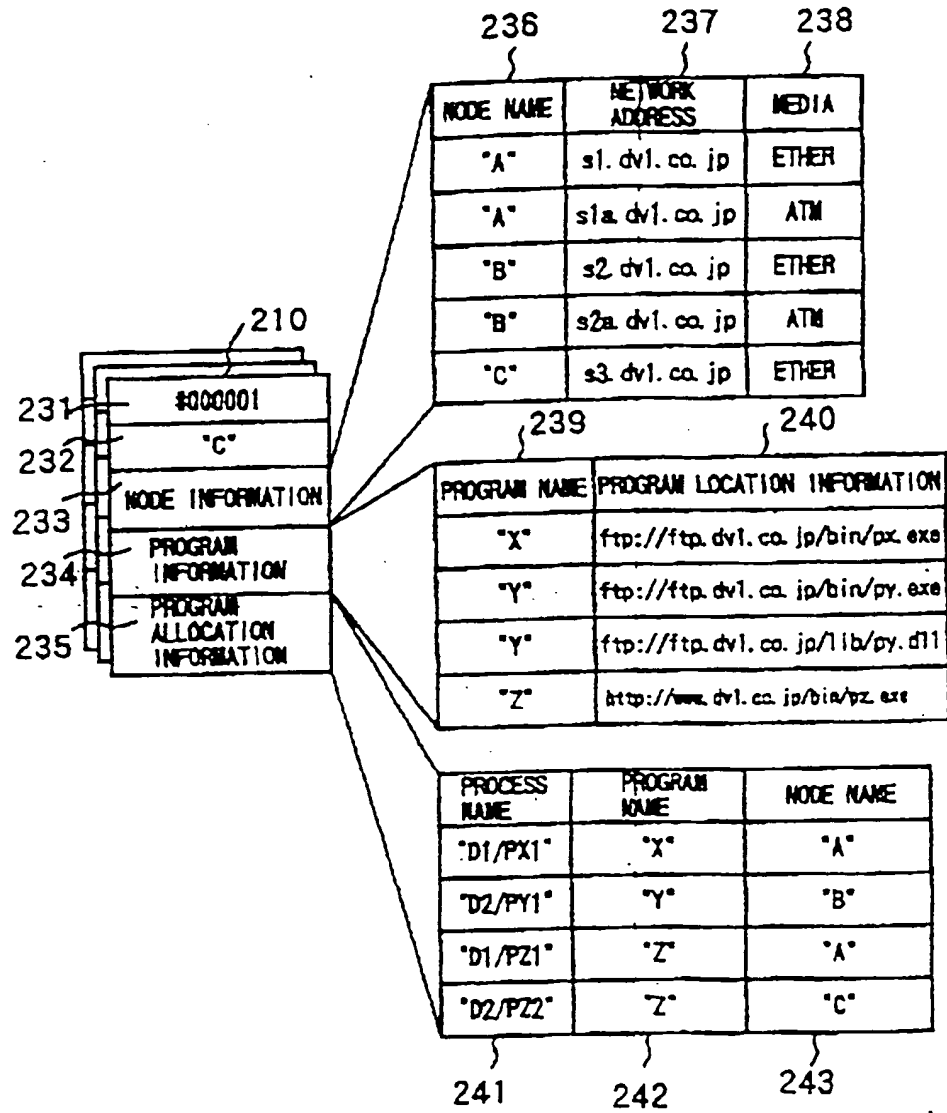 236 237 238
NODE NAME NETWORK ADDRESS MEDIA
"A" s1.dv1.co.jp ETHER
"A" s1a.dv1.co.jp ATM
"B" s2.dv1.co.jp ETHER
"B" s2a.dv1.co.jp ATM
"C" s3.dv1.co.jp ETHER
210
231 #000001
232 "C"
233 NODE INFORMATION
234 PROGRAM
INFORMATION
235 PROGRAM
ALLOCATION
INFORMATION
239 240
PROGRAM NAME PROGRAM LOCATION INFORMATION
"X" ftp://ftp.dv1.co.jp/bin/px.exe
"Y" ftp://ftp.dv1.co.jp/bin/py.exe
"Y" ftp://ftp.dv1.co.jp/lib/py.dll
"Z" http://www.dv1.co.jp/bin/pz.exe
PROCESS NAME PROGRAM NAME NODE NAME
"D1/PX1" "X" "A"
"D2/PY1" "Y" "B"
"D1/PZ1" "Z" "A"
"D2/PZ2" "Z" "C"
241 242 243